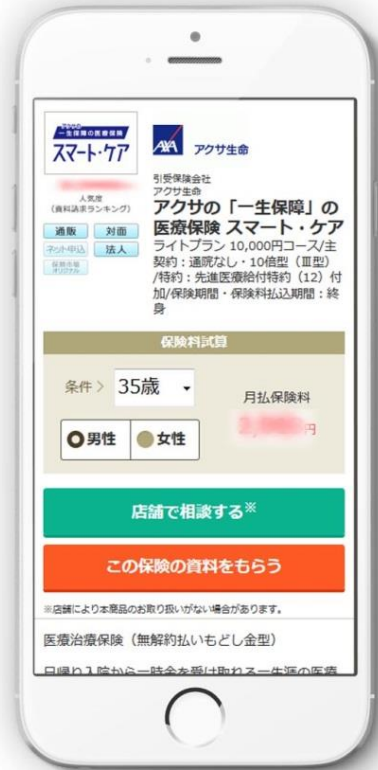 アクサの
一生保障の医療保険
スマート・ケア
AXA アクサ生命
人気度
(資料請求ランキング)
通販 対面
ネット申込 法人
保険市場
オリジナル
引受保険会社
アクサ生命
アクサの「一生保障」の
医療保険 スマート・ケア
ライトプラン 10,000円コース/主
契約:通院なし・10倍型(Ⅲ型)
/特約:先進医療給付特約(12)付
加/保険期間・保険料払込期間:終
身
保険料試算
条件> 35歳
月払保険料
円
男性 女性
店舗で相談する※
この保険の資料をもらう
※店舗により本商品のお取り扱いがない場合があります。
医療治療保険(無解約払いもどし金型)
日帰り入院から一時金を受け取れる一生涯の医療